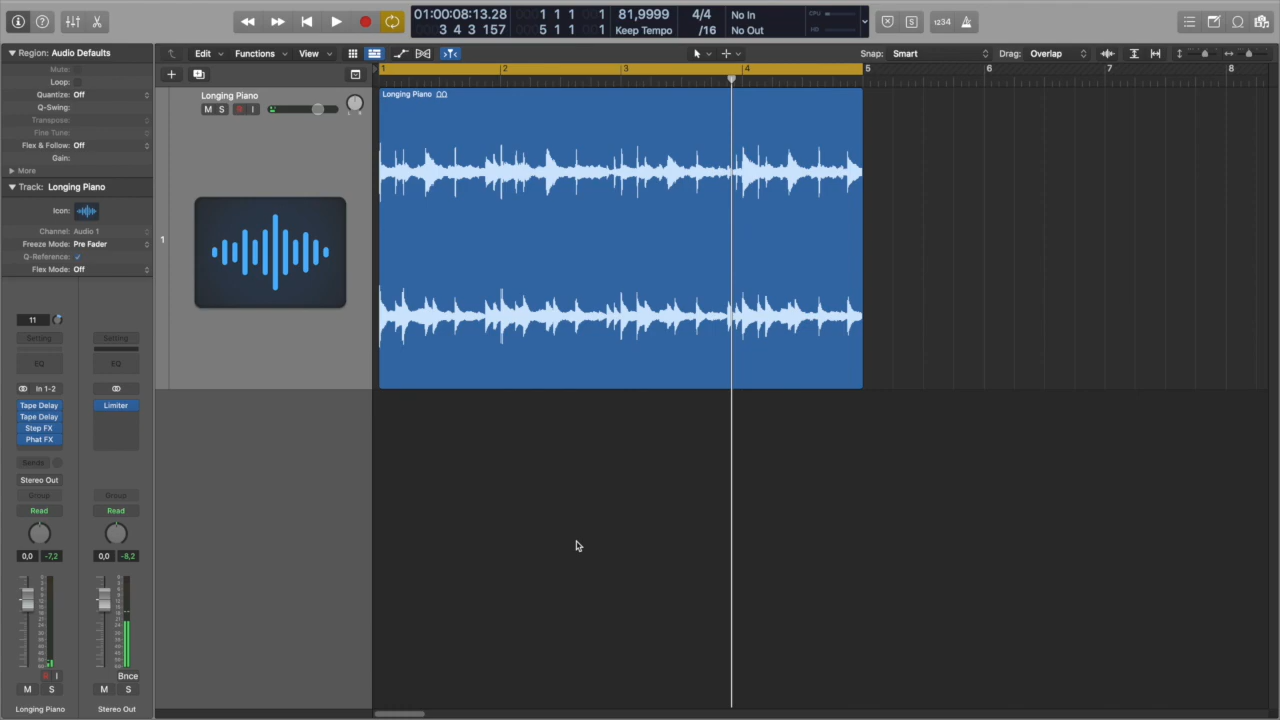 01:00:08:13.28
3 4 3 157
1 1 1 1
5 1 1 1
81,9999
Keep Tempo
4/4
/16
No In
No Out
CPU
HD
1234
Region: Audio Defaults
Edit
Functions
View
Snap: Smart
Drag: Overlap
Mute:
Loop:
Quantize: Off
Q-Swing:
Transpose:
Fine Tune:
Flex & Follow: Off
Gain:
More
Track: Longing Piano
Icon:
Channel: Audio 1
Freeze Mode: Pre Fader
Q-Reference:
Flex Mode: Off
1 2 3 4 5 6 7 8
Longing Piano
M S R I
L R
1
Longing Piano
11
Setting
Setting
EQ
EQ
In 1-2
Tape Delay
Tape Delay
Step FX
Phat FX
Limiter
Sends
Stereo Out
Group
Group
Read
Read
0,0 -7,2
0,0 -8,2
R I
Bnce
M S
M S
Longing Piano
Stereo Out